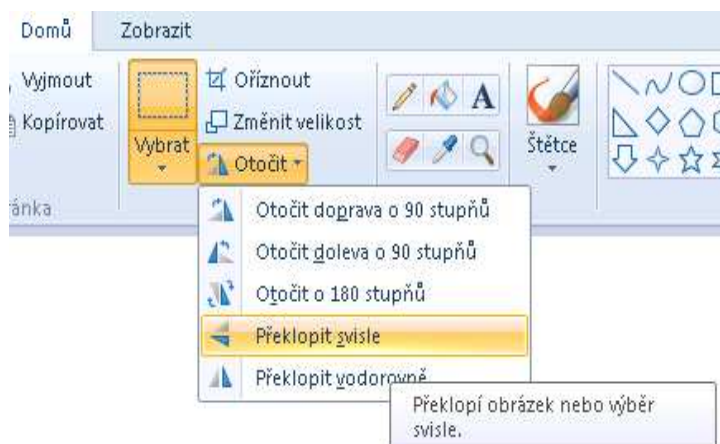 Domů Zobrazit
Vyjmout
Kopírovat
Vybrat
Oříznout
Změnit velikost
Otočit
A
Štětce
ánka
Otočit doprava o 90 stupňů
Otočit doleva o 90 stupňů
Otočit o 180 stupňů
Překlopit svisle
Překlopit vodorovně
Překlopí obrázek nebo výběr
svisle.